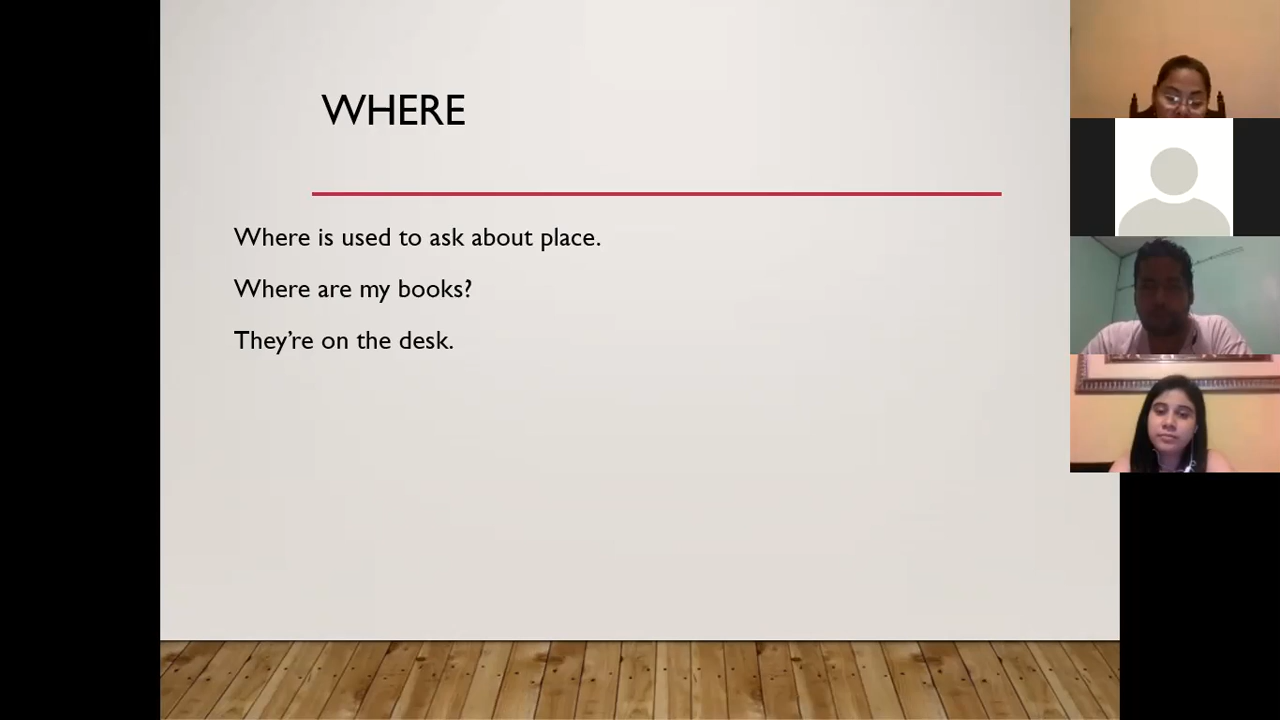 WHERE
Where is used to ask about place.
Where are my books?
They’re on the desk.